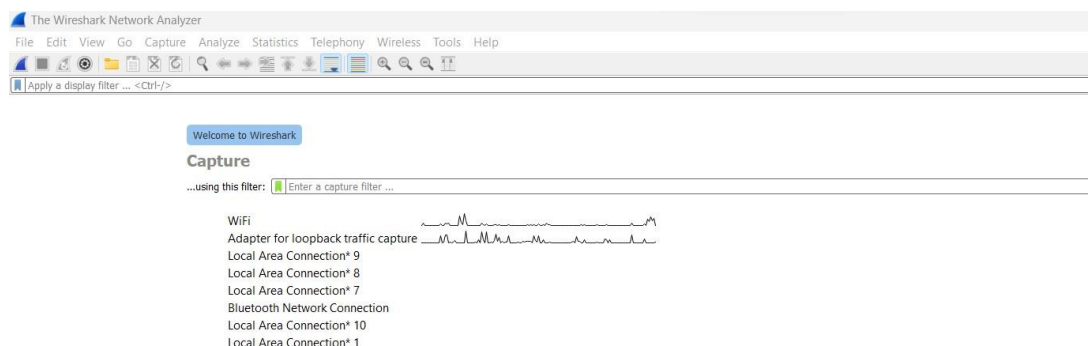 The Wireshark Network Analyzer
File Edit View Go Capture Analyze Statistics Telephony Wireless Tools Help
Apply a display filter ... <Ctrl-/>
Welcome to Wireshark
Capture
...using this filter: Enter a capture filter ...
WiFi
Adapter for loopback traffic capture
Local Area Connection* 9
Local Area Connection* 8
Local Area Connection* 7
Bluetooth Network Connection
Local Area Connection* 10
Local Area Connection* 1